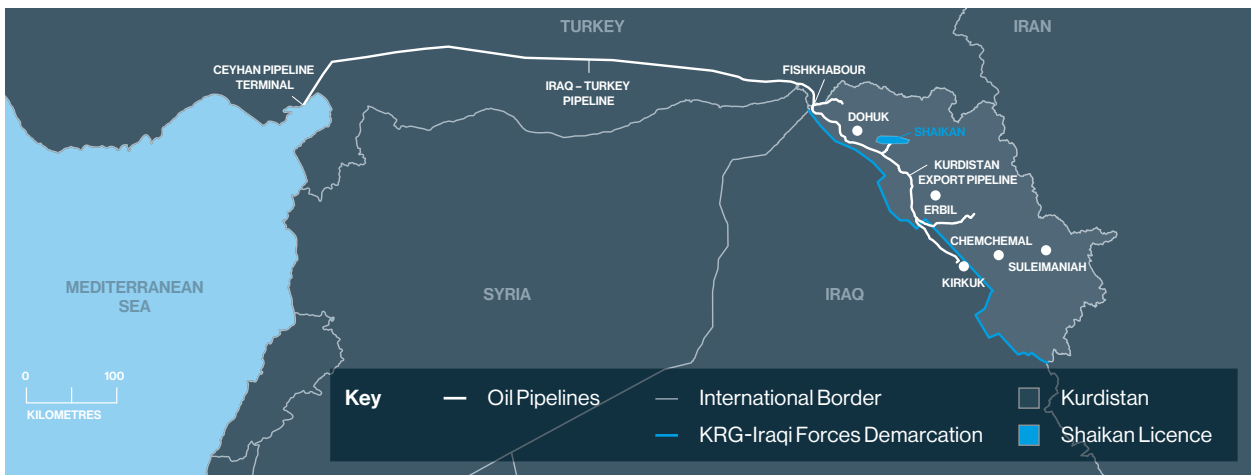 TURKEY
IRAN
CEYHAN PIPELINE
TERMINAL
IRAQ – TURKEY
PIPELINE
FISHKHABOUR
DOHUK
SHAIKAN
KURDISTAN
EXPORT PIPELINE
ERBIL
CHEMCHEMAL
SULEIMANIAH
KIRKUK
MEDITERRANEAN
SEA
SYRIA
IRAQ
0 100
KILOMETRES
Key
Oil Pipelines
International Border
Kurdistan
KRG-Iraqi Forces Demarcation
Shaikan Licence